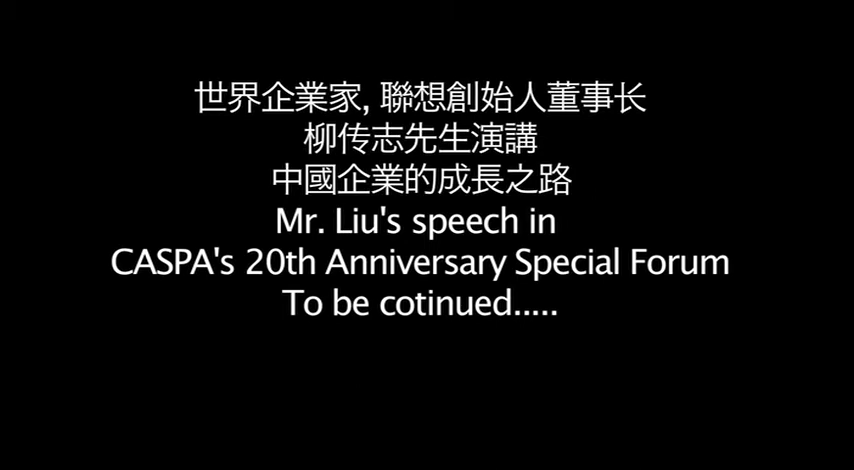 世界企業家, 聯想創始人董事长
柳传志先生演講
中國企業的成長之路
Mr. Liu's speech in
CASPA's 20th Anniversary Special Forum
To be cotinued.....